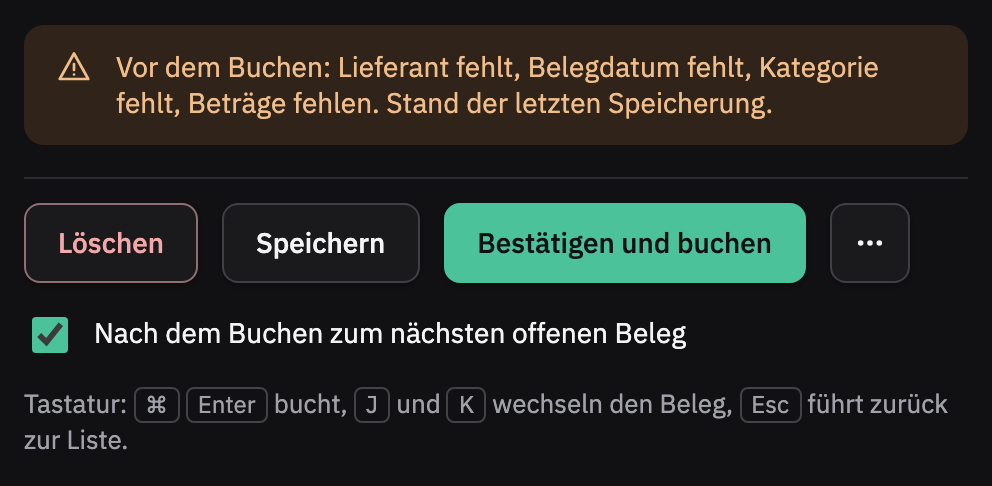 Vor dem Buchen: Lieferant fehlt, Belegdatum fehlt, Kategorie
fehlt, Beträge fehlen. Stand der letzten Speicherung.
Löschen Speichern Bestätigen und buchen ···
Nach dem Buchen zum nächsten offenen Beleg
Tastatur: ⌘ Enter bucht, J und K wechseln den Beleg, Esc führt zurück
zur Liste.